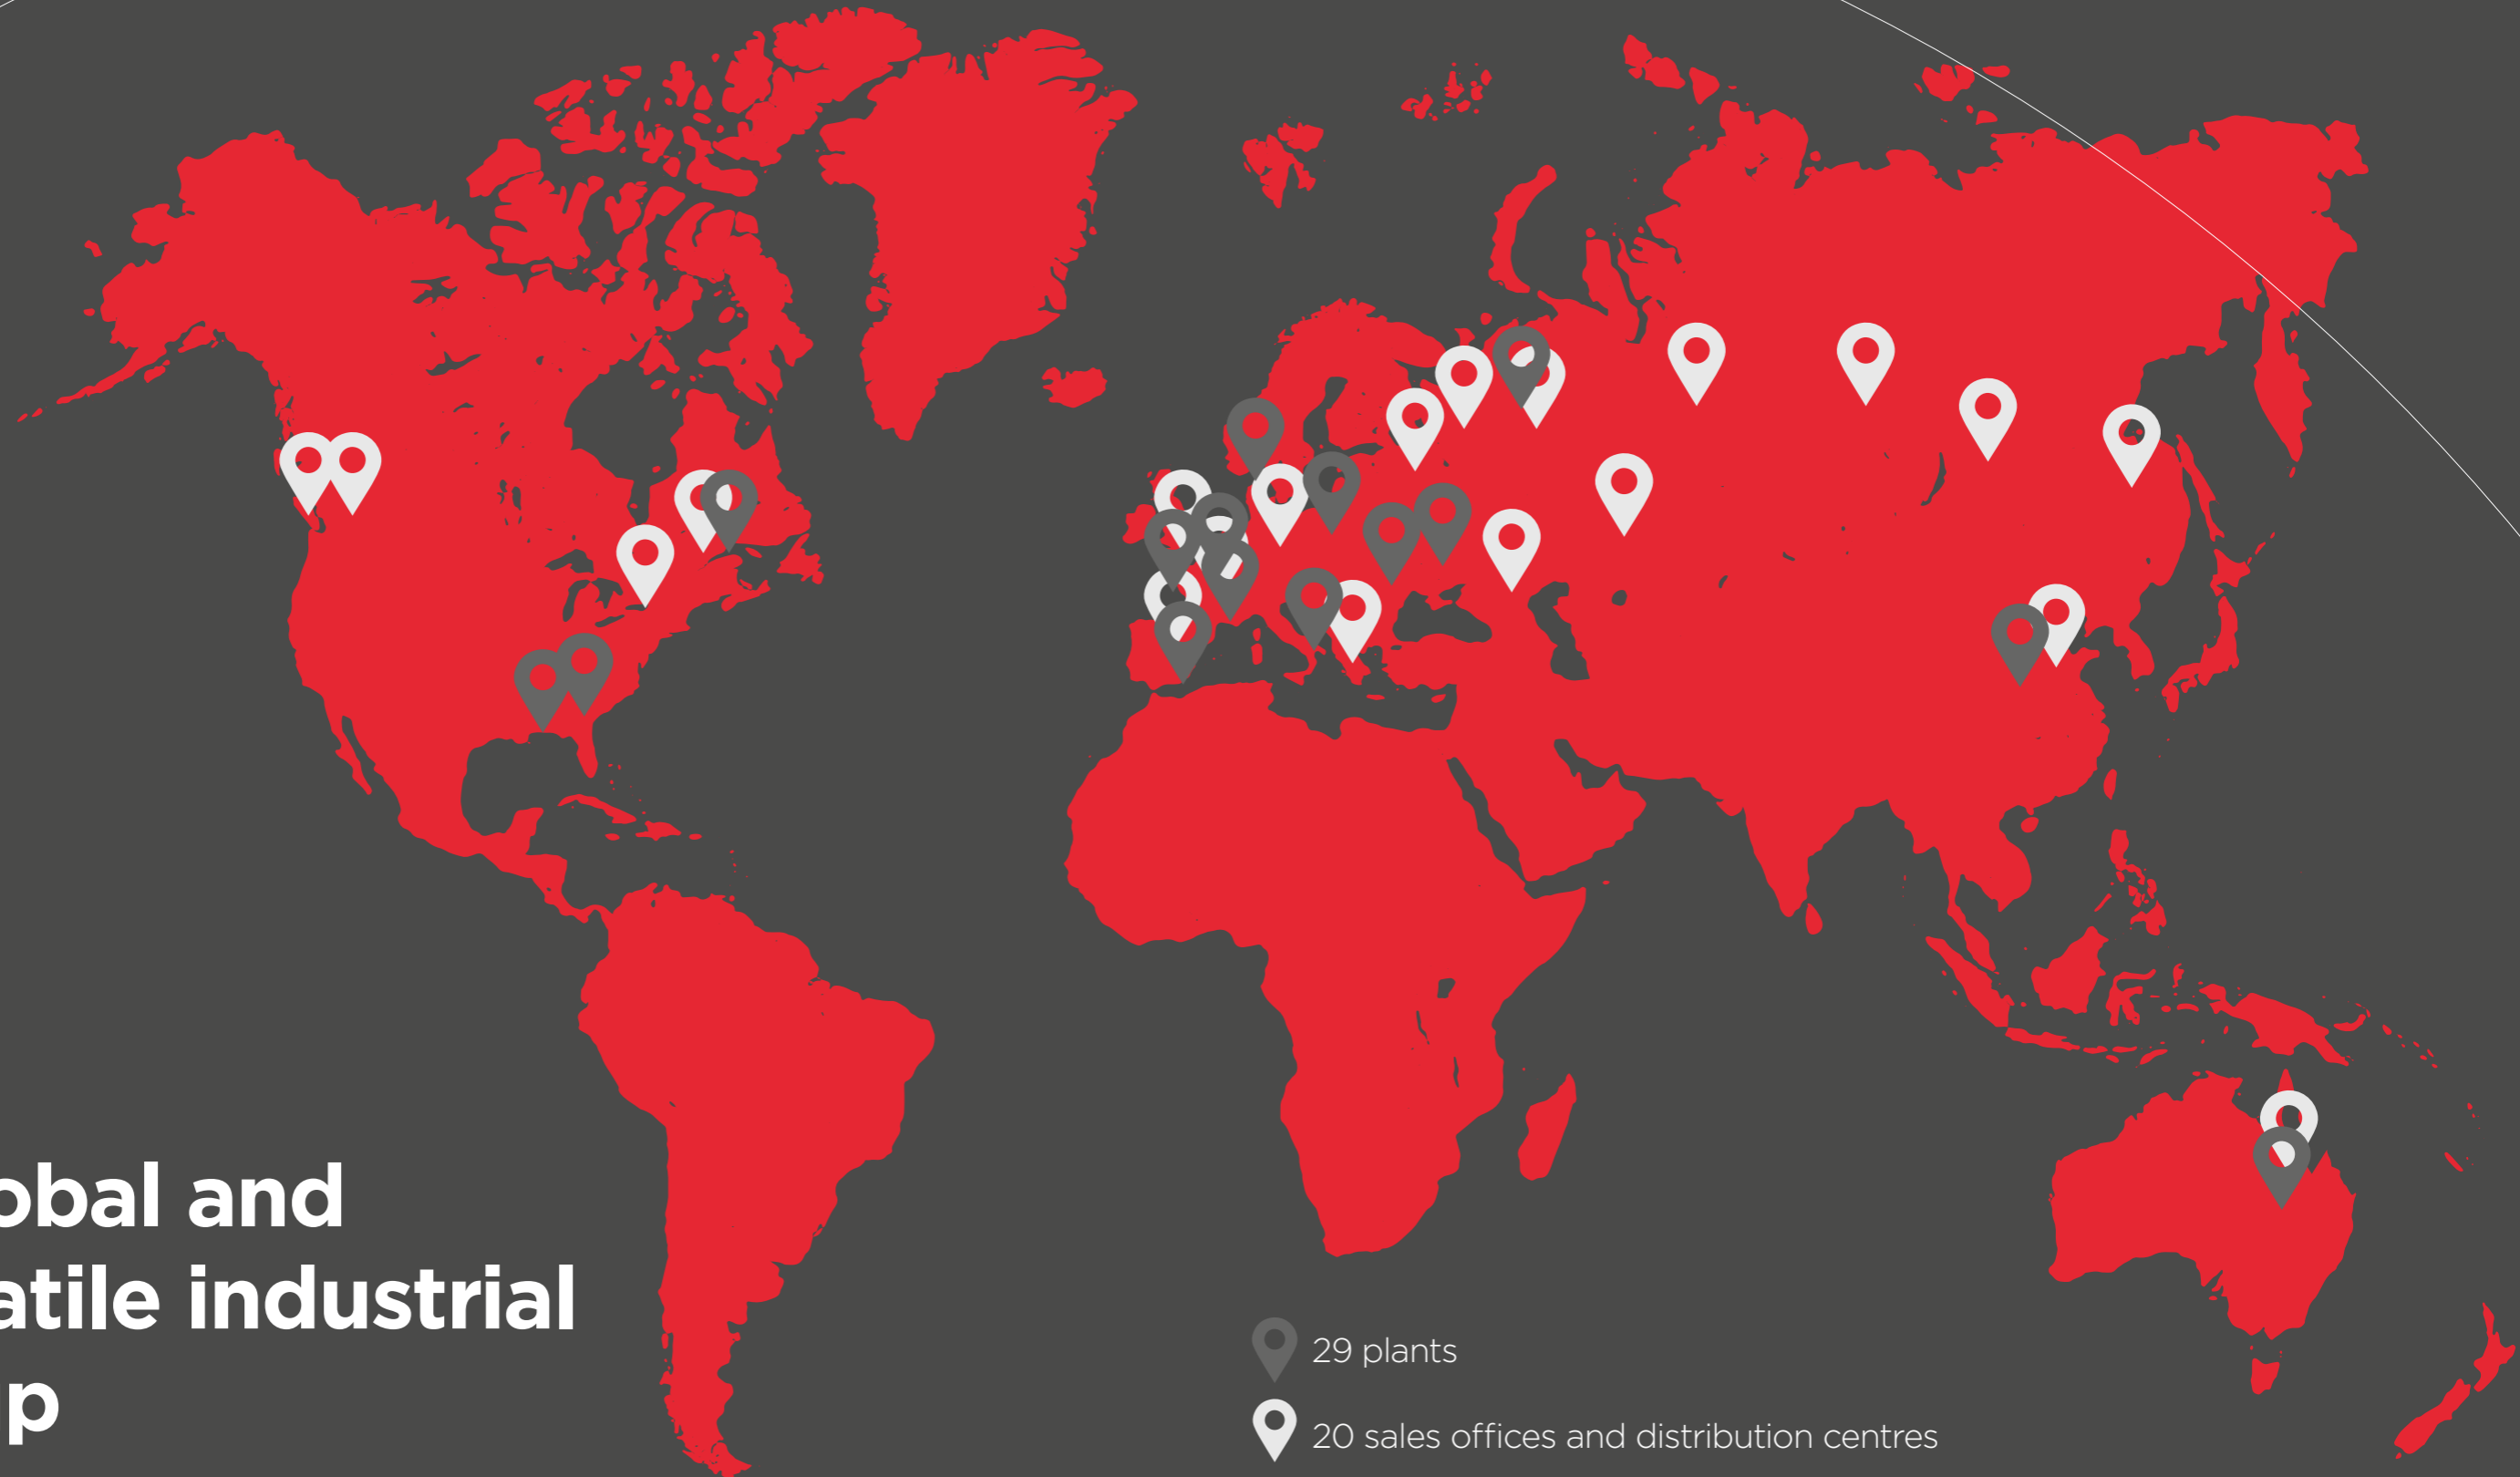 obal and
atile industrial
p
29 plants
20 sales offices and distribution centres